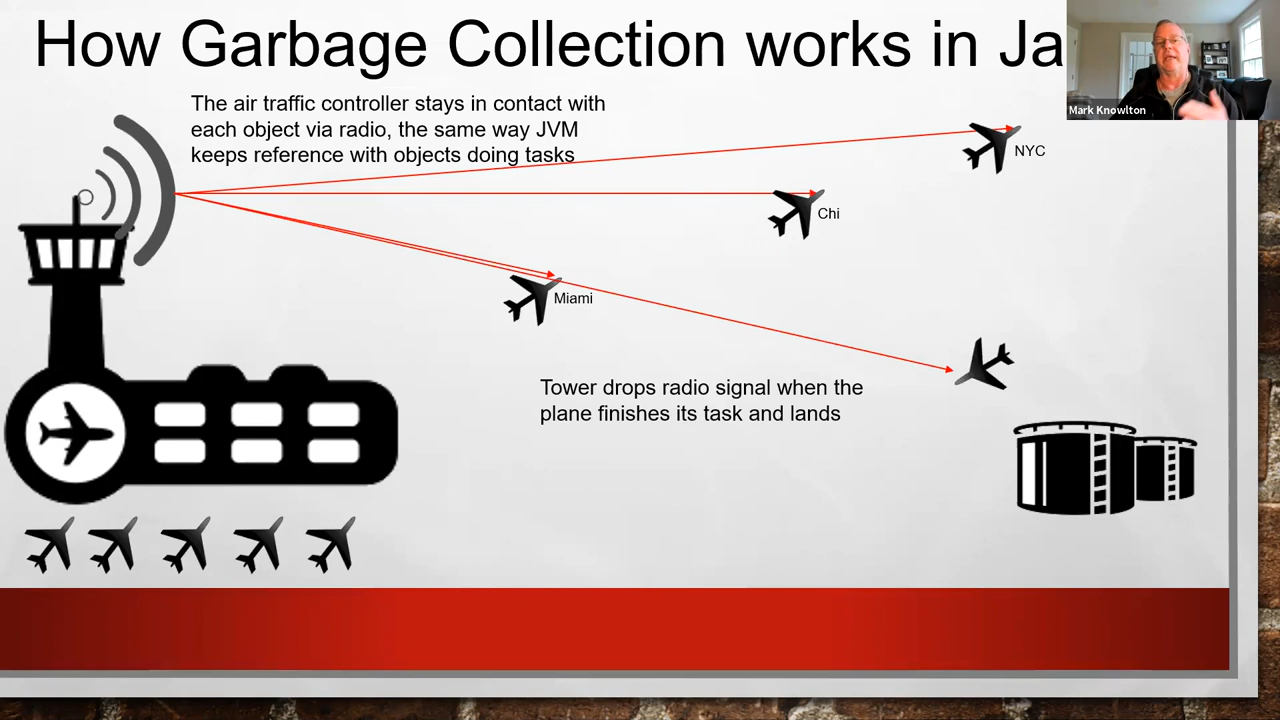 How Garbage Collection works in Ja
Mark Knowlton
The air traffic controller stays in contact with
each object via radio, the same way JVM
keeps reference with objects doing tasks
NYC
Chi
Miami
Tower drops radio signal when the
plane finishes its task and lands